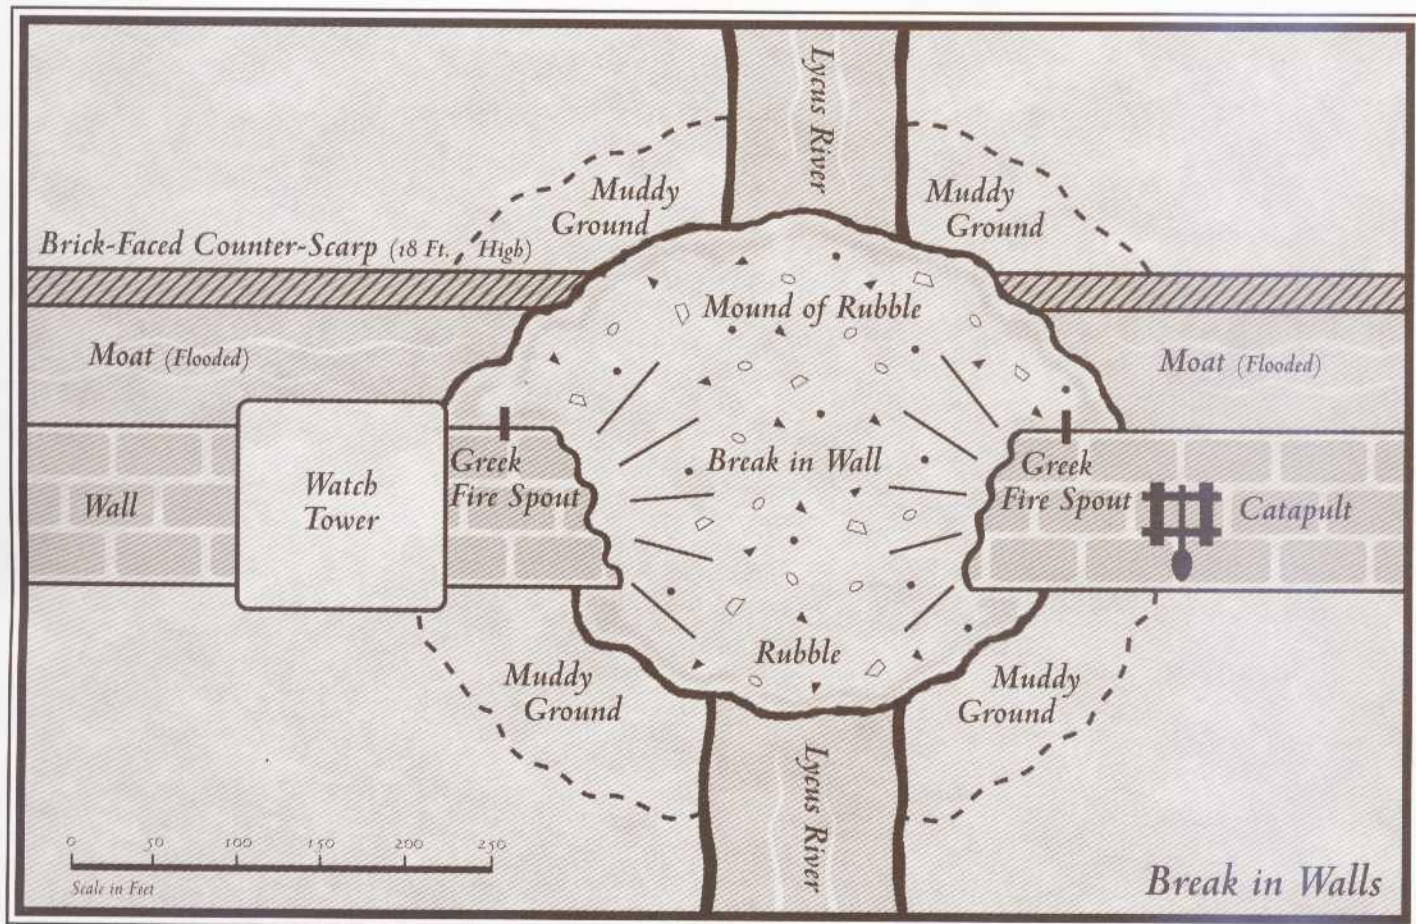 Lycus River
Muddy
Ground
Muddy
Ground
Brick-Faced Counter-Scarp (18 Ft. High)
Mound of Rubble
Moat (Flooded)
Moat (Flooded)
Break in Wall
Wall
Watch
Tower
Greek
Fire Spout
Greek
Fire Spout
Catapult
Rubble
Muddy
Ground
Muddy
Ground
Lycus River
0 50 100 150 200 250
Scale in Feet
Break in Walls